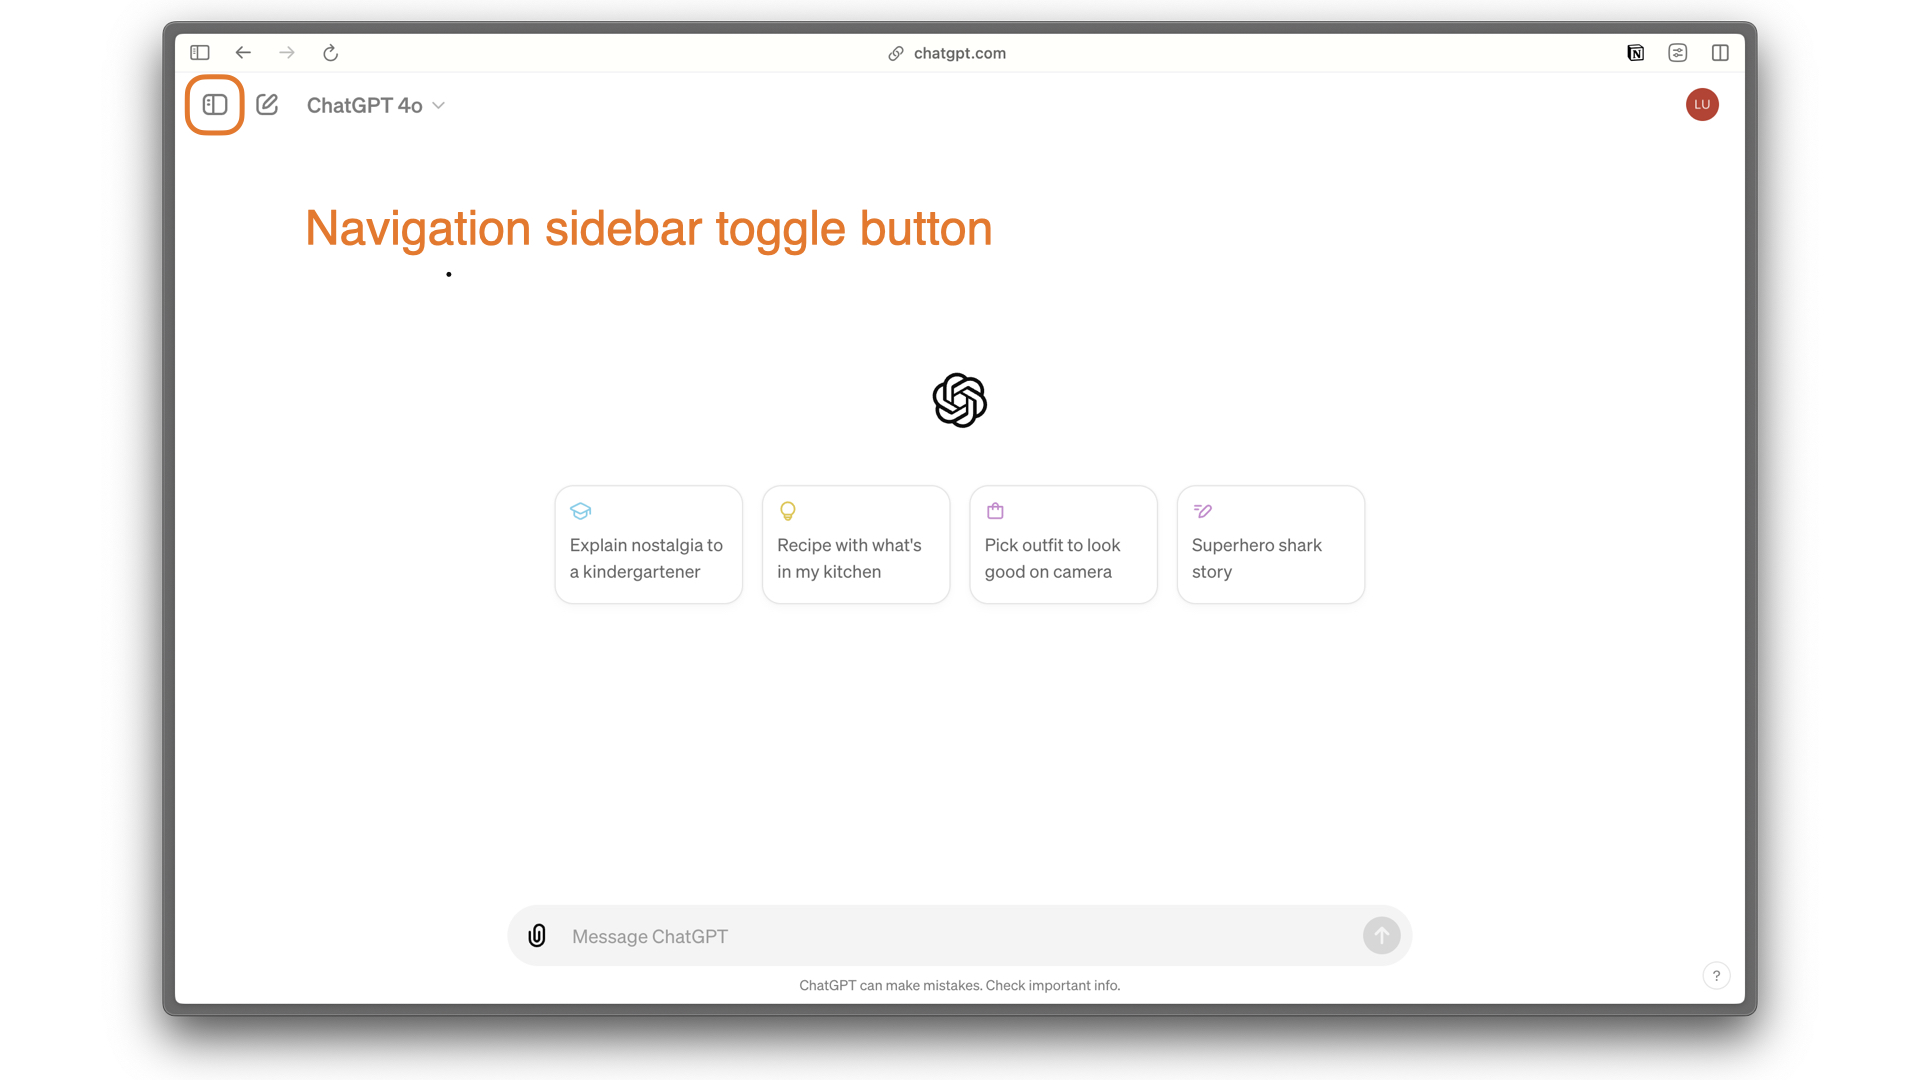 chatgpt.com
ChatGPT 4o
LU
Navigation sidebar toggle button
Explain nostalgia to
a kindergartener
Recipe with what's
in my kitchen
Pick outfit to look
good on camera
Superhero shark
story
Message ChatGPT
ChatGPT can make mistakes. Check important info.
?